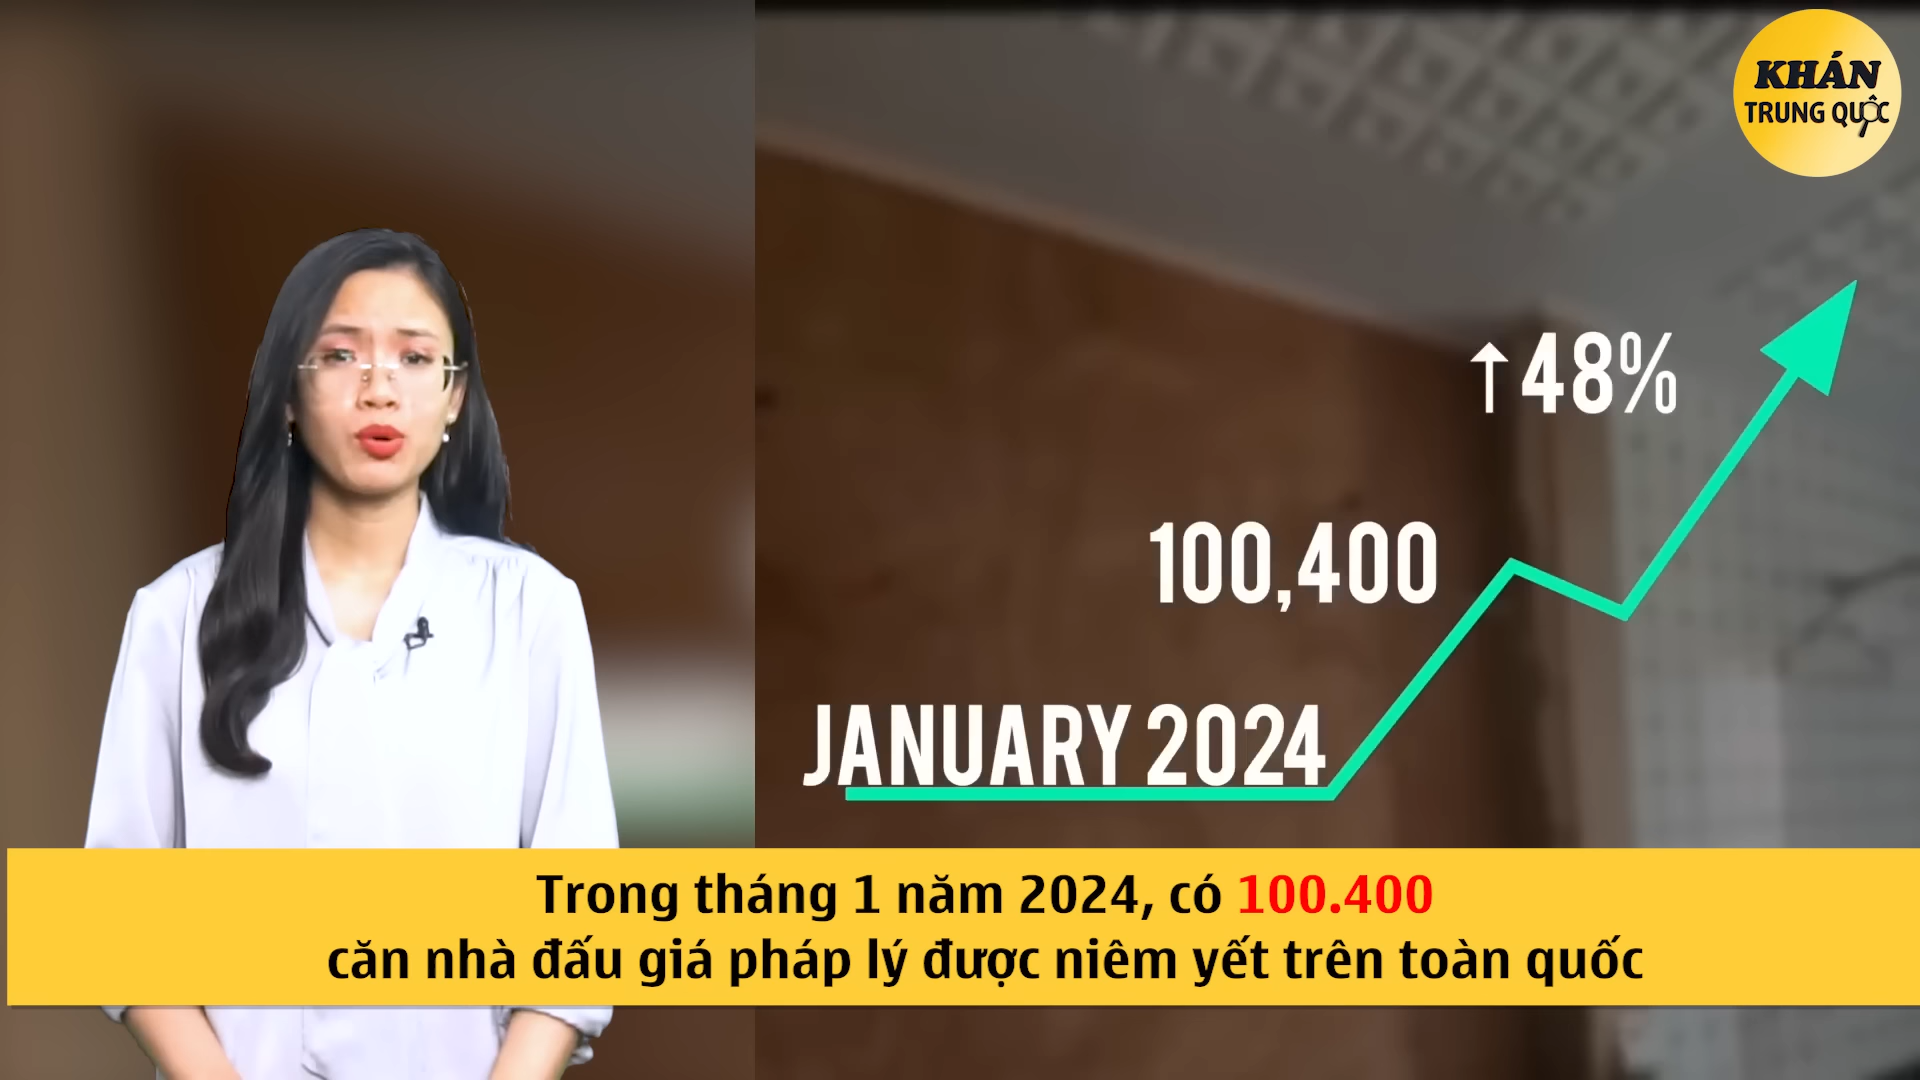 KHÁN
TRUNG QUỐC
↑48%
100,400
JANUARY 2024
Trong tháng 1 năm 2024, có 100.400
căn nhà đấu giá pháp lý được niêm yết trên toàn quốc